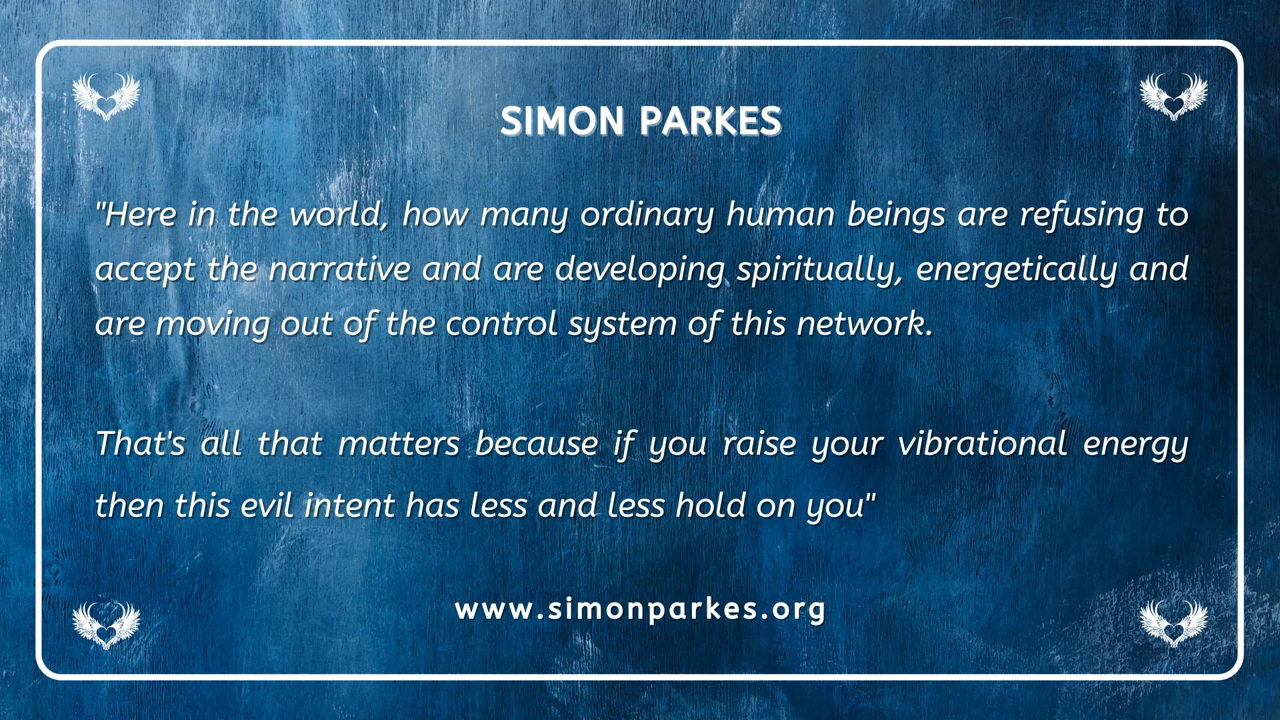 SIMON PARKES
"Here in the world, how many ordinary human beings are refusing to
accept the narrative and are developing spiritually, energetically and
are moving out of the control system of this network.
That's all that matters because if you raise your vibrational energy
then this evil intent has less and less hold on you"
www.simonparkes.org